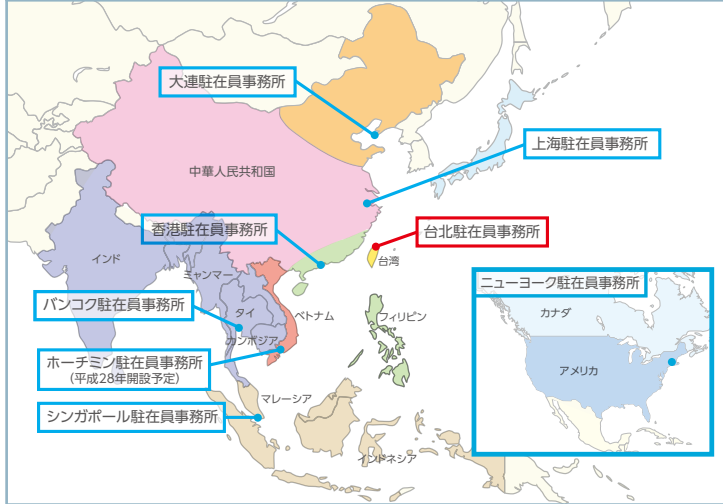 大連駐在員事務所
上海駐在員事務所
中華人民共和国
香港駐在員事務所
台北駐在員事務所
台湾
インド
ミャンマー
ニューヨーク駐在員事務所
バンコク駐在員事務所
タイ
ベトナム
フィリピン
カナダ
カンボジア
ホーチミン駐在員事務所
(平成28年開設予定)
アメリカ
マレーシア
シンガポール駐在員事務所
インドネシア